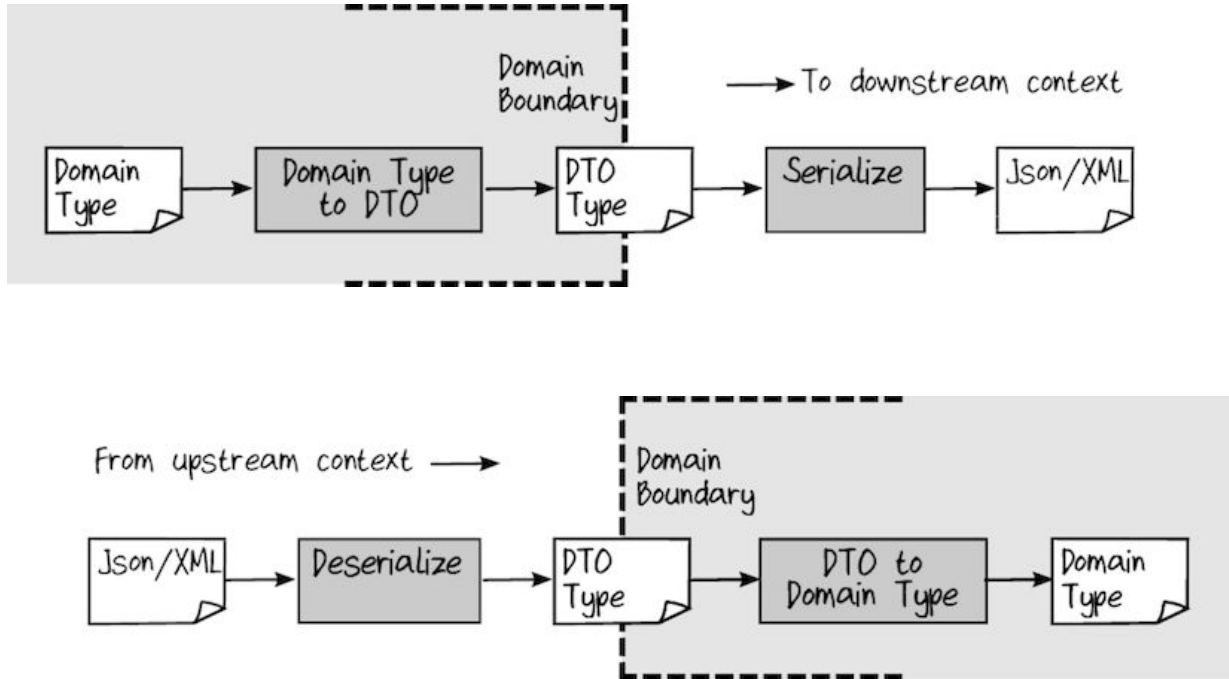 Domain
Boundary
To downstream context
Domain
Type
Domain Type
to DTO
DTO
Type
Serialize
Json/XML
From upstream context
Domain
Boundary
Json/XML
Deserialize
DTO
Type
DTO to
Domain Type
Domain
Type